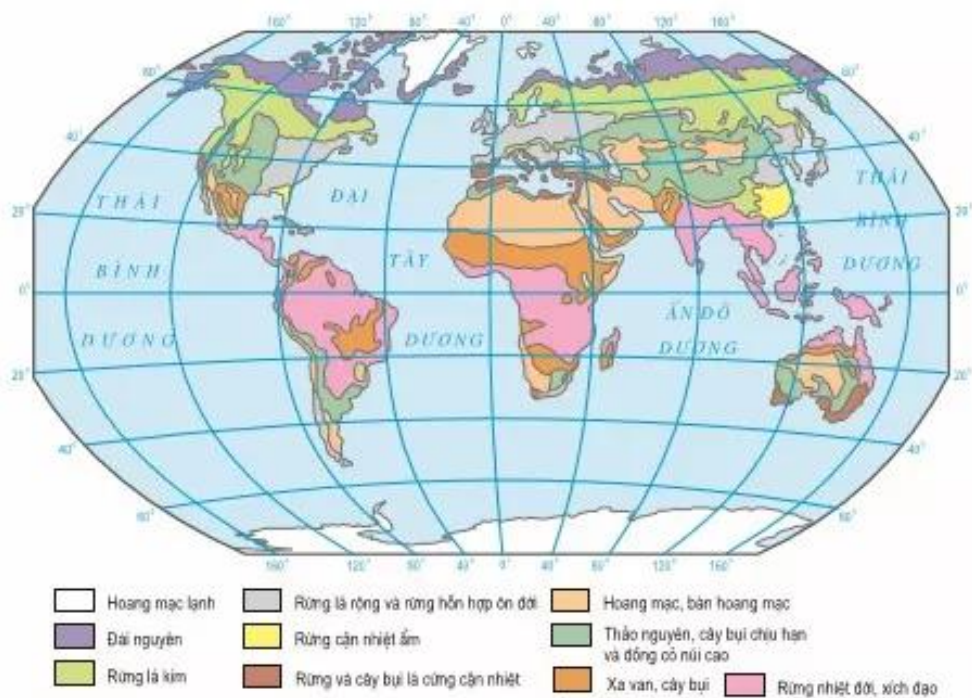 160° 120° 80° 40° 0° 40° 80° 120° 160°
60° 60°
40° 40°
THÁI ĐẠI THÁI
20° 20°
BÌNH
BÌNH TÂY DƯƠNG
0° 0°
ẤN ĐỘ
DƯƠNG DƯƠNG DƯƠNG
20° 20°
40° 40°
60° 60°
160° 120° 80° 40° 0° 40° 80° 120° 160°
Hoang mạc lạnh
Đài nguyên
Rừng lá kim
Rừng lá rộng và rừng hỗn hợp ôn đới
Rừng cận nhiệt ẩm
Rừng và cây bụi lá cứng cận nhiệt
Hoang mạc, bán hoang mạc
Thảo nguyên, cây bụi chịu hạn
và đồng cỏ núi cao
Xa van, cây bụi
Rừng nhiệt đới, xích đạo